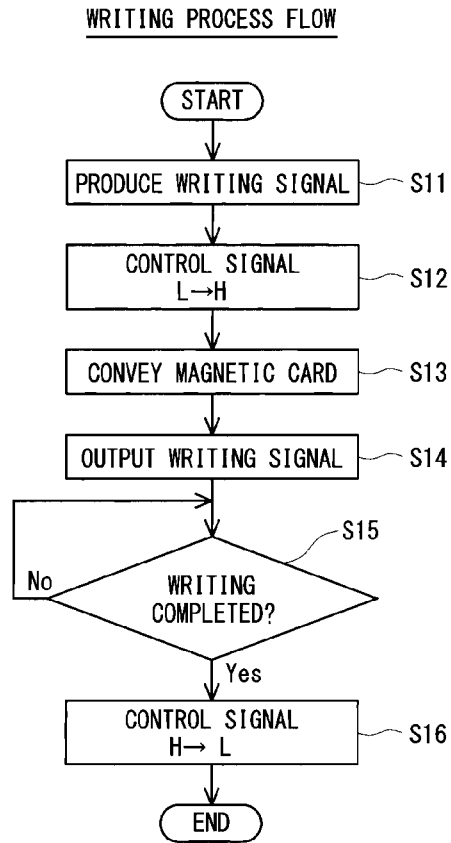 WRITING PROCESS FLOW
START
PRODUCE WRITING SIGNAL
S11
CONTROL SIGNAL
L→H
S12
CONVEY MAGNETIC CARD
S13
OUTPUT WRITING SIGNAL
S14
S15
No
WRITING
COMPLETED?
Yes
CONTROL SIGNAL
H→ L
S16
END